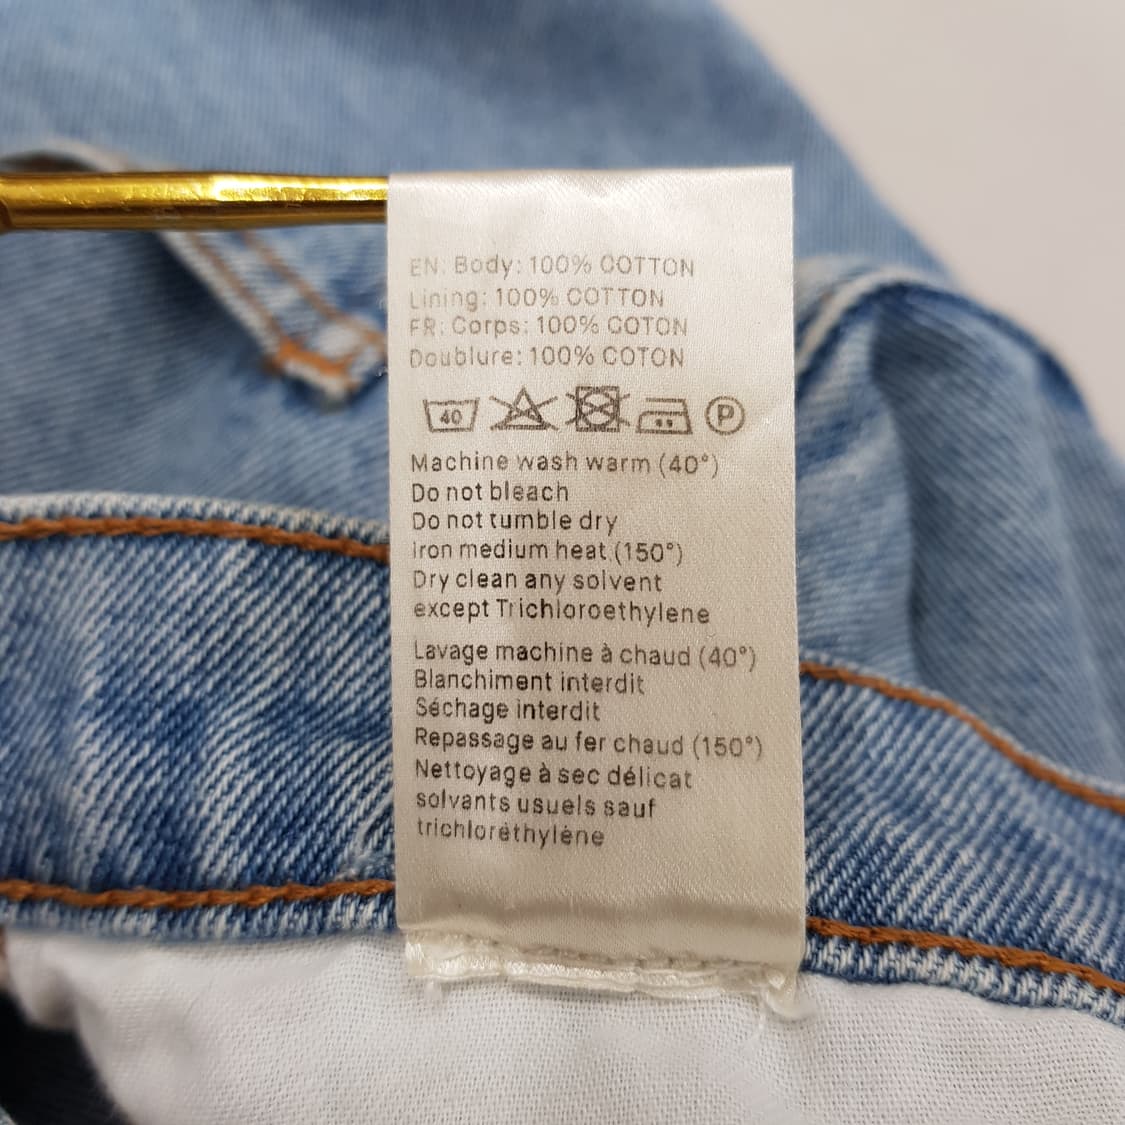 EN: Body: 100% COTTON
Lining: 100% COTTON
FR: Corps: 100% COTON
Doublure: 100% COTON
40 P
Machine wash warm (40°)
Do not bleach
Do not tumble dry
Iron medium heat (150°)
Dry clean any solvent
except Trichloroethylene
Lavage machine à chaud (40°)
Blanchiment interdit
Séchage interdit
Repassage au fer chaud (150°)
Nettoyage à sec délicat
solvants usuels sauf
trichloréthylène